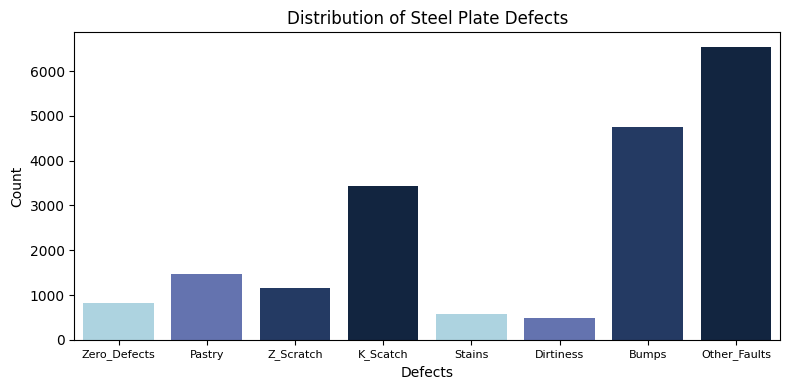 Distribution of Steel Plate Defects
Count
6000
5000
4000
3000
2000
1000
0
Zero_Defects Pastry Z_Scratch K_Scatch Stains Dirtiness Bumps Other_Faults
Defects